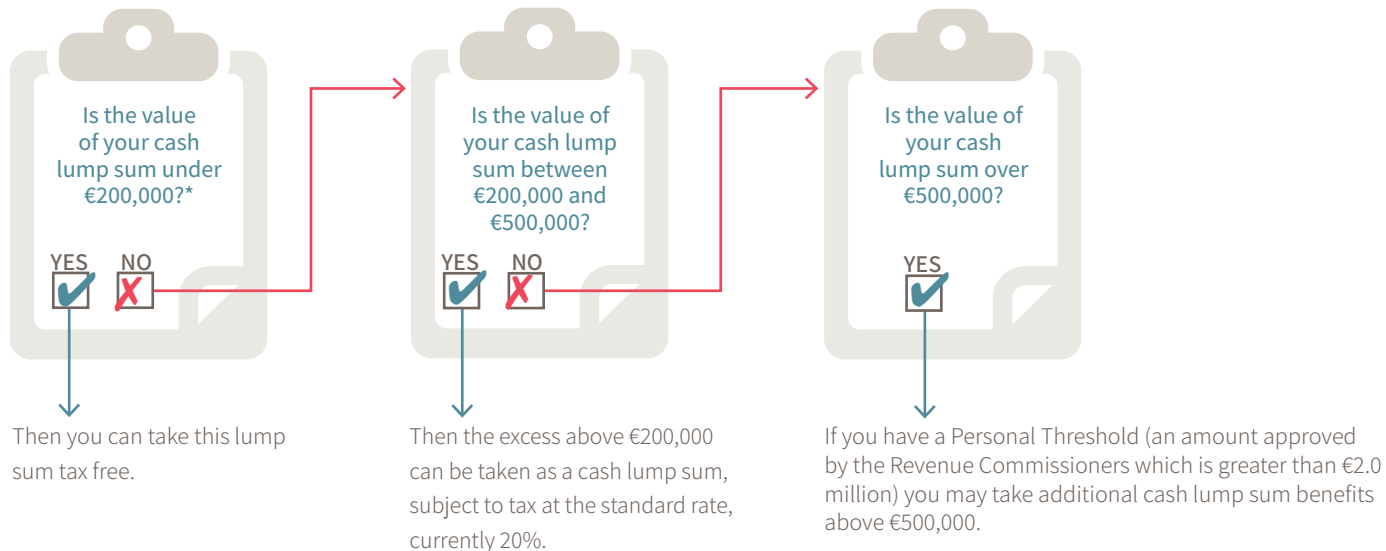 Is the value
of your cash
lump sum under
€200,000?*
YES NO
Then you can take this lump
sum tax free.
Is the value of
your cash lump
sum between
€200,000 and
€500,000?
YES NO
Then the excess above €200,000
can be taken as a cash lump sum,
subject to tax at the standard rate,
currently 20%.
Is the value of
your cash
lump sum over
€500,000?
YES
If you have a Personal Threshold (an amount approved
by the Revenue Commissioners which is greater than €2.0
million) you may take additional cash lump sum benefits
above €500,000.